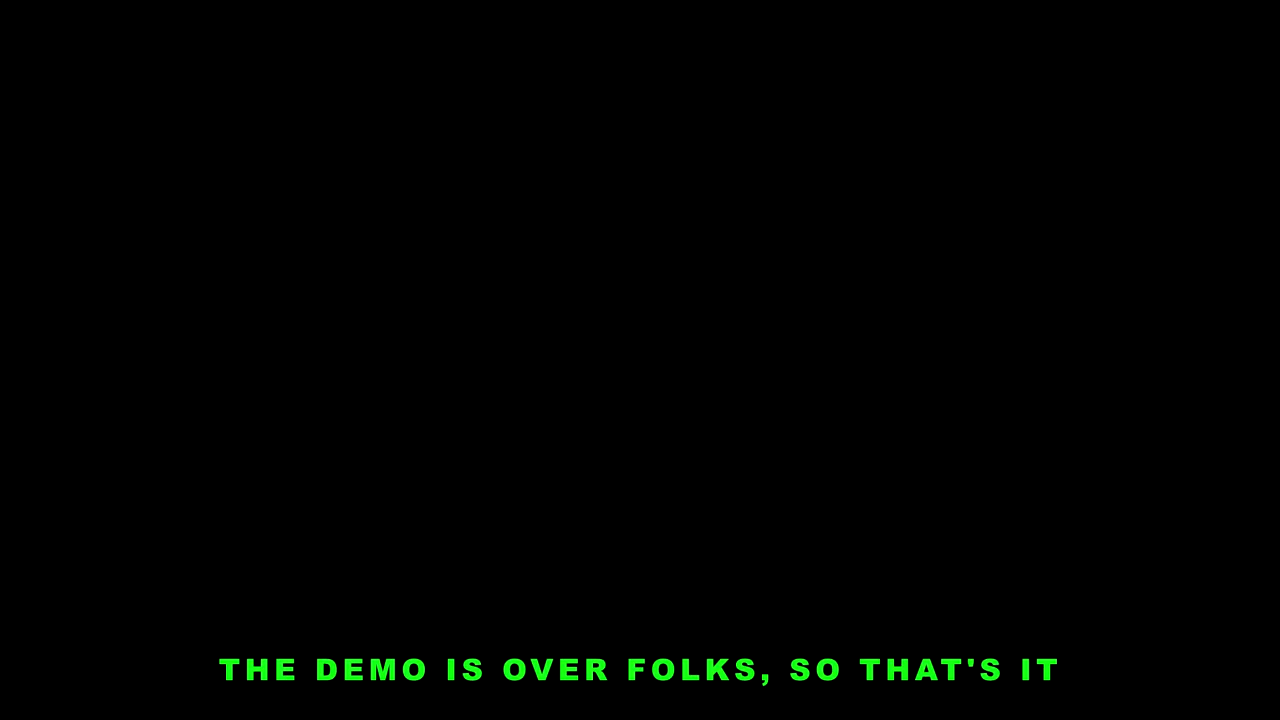 THE DEMO IS OVER FOLKS, SO THAT'S IT